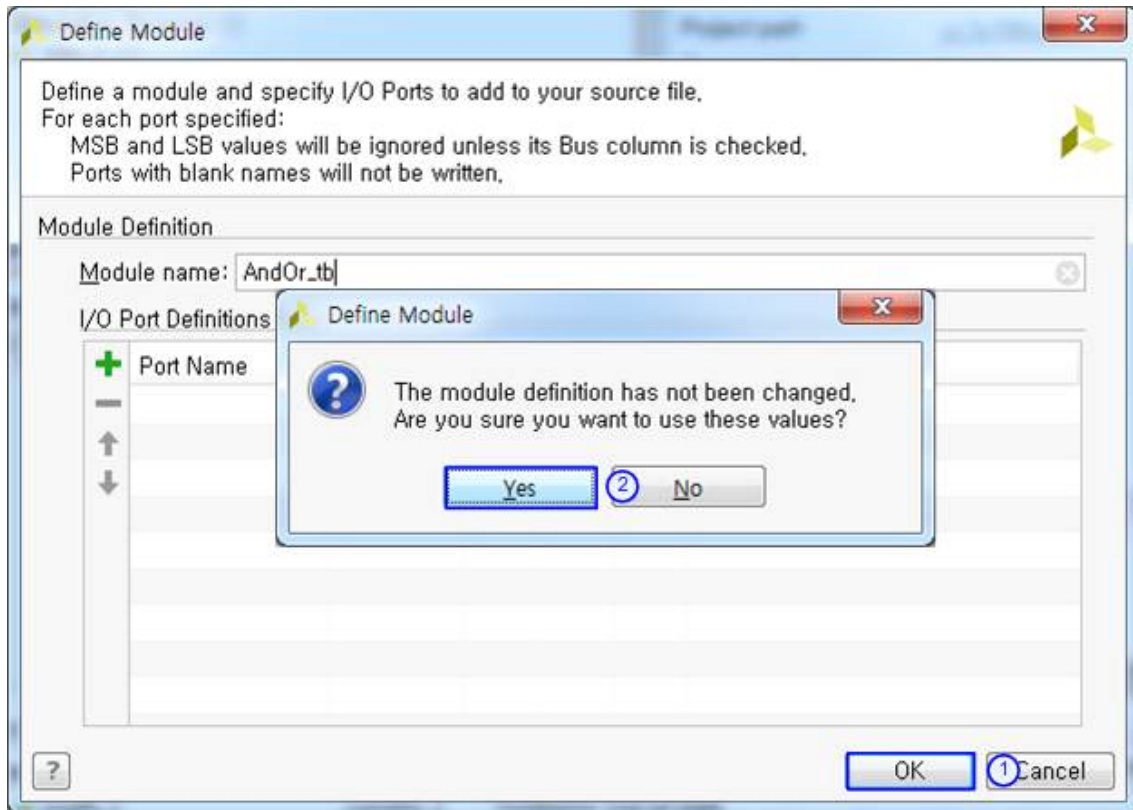 Define Module
Define a module and specify I/O Ports to add to your source file,
For each port specified:
MSB and LSB values will be ignored unless its Bus column is checked,
Ports with blank names will not be written,
Module Definition
Module name: AndOr_tb
I/O Port Definitions
Port Name
Define Module
The module definition has not been changed,
Are you sure you want to use these values?
Yes
2
No
?
OK
1
Cancel